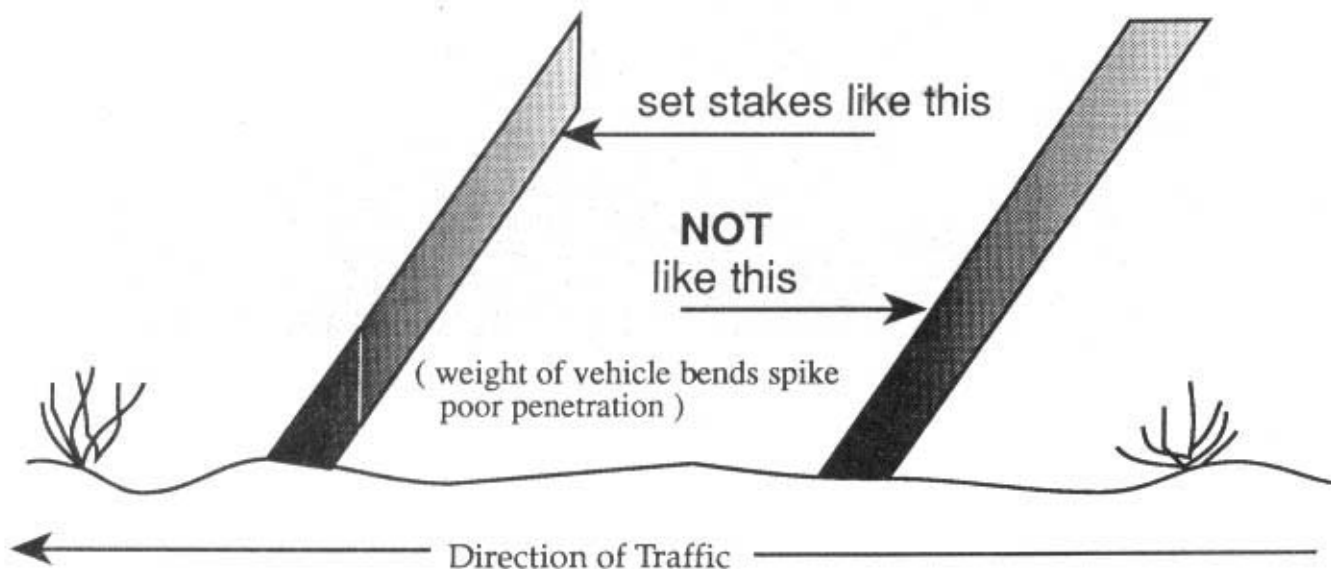 set stakes like this
NOT
like this
( weight of vehicle bends spike
poor penetration )
Direction of Traffic